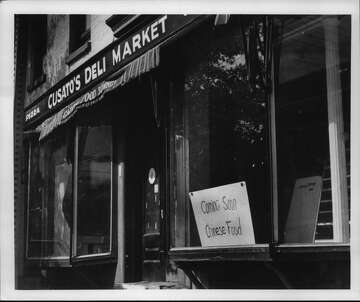 PIZZA CUSATO'S DELI MARKET
Coming Soon
Chinese Food